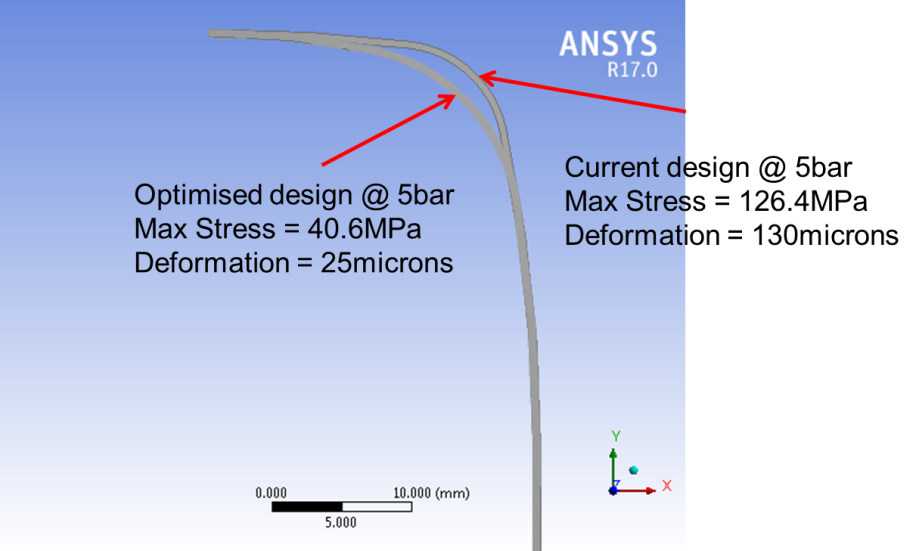 ANSYS
R17.0
Optimised design @ 5bar
Max Stress = 40.6MPa
Deformation = 25microns
Current design @ 5bar
Max Stress = 126.4MPa
Deformation = 130microns
Y
Z
X
0.000
10.000 (mm)
5.000